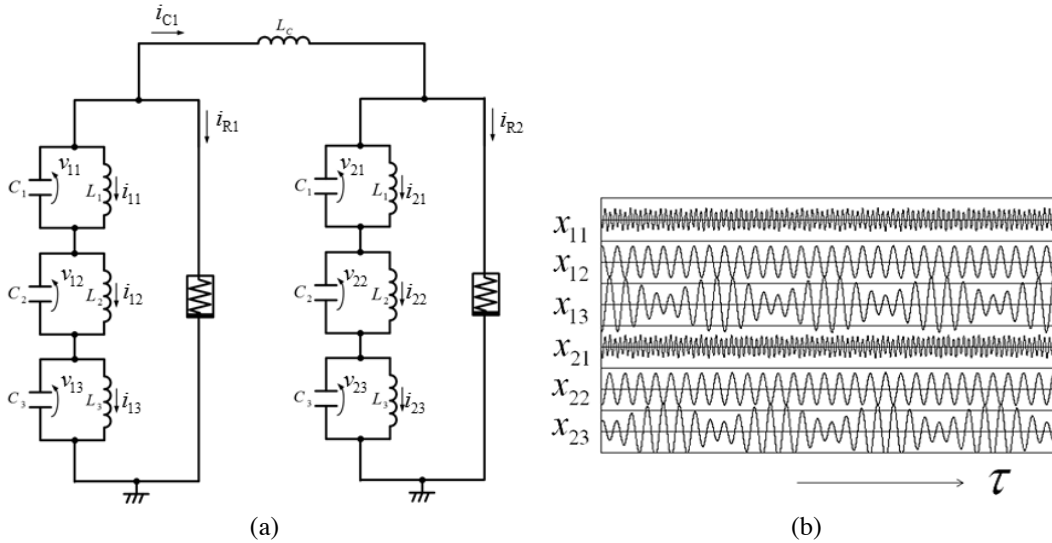 i_C1
L_C
i_R1
i_R2
v_11
C_1
L_1
i_11
v_12
C_2
L_2
i_12
v_13
C_3
L_3
i_13
v_21
C_1
L_1
i_21
v_22
C_2
L_2
i_22
v_23
C_3
L_3
i_23
(a)
x_11
x_12
x_13
x_21
x_22
x_23
τ
(b)